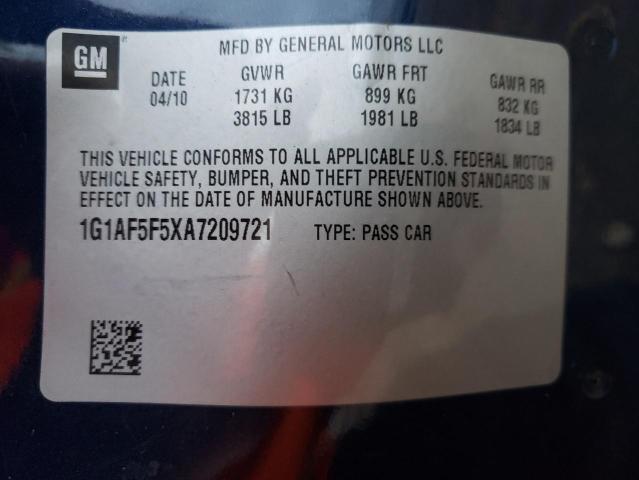 GM
MFD BY GENERAL MOTORS LLC
DATE GVWR GAWR FRT GAWR RR
04/10 1731 KG 899 KG 832 KG
3815 LB 1981 LB 1834 LB
THIS VEHICLE CONFORMS TO ALL APPLICABLE U.S. FEDERAL MOTOR
VEHICLE SAFETY, BUMPER, AND THEFT PREVENTION STANDARDS IN
EFFECT ON THE DATE OF MANUFACTURE SHOWN ABOVE.
1G1AF5F5XA7209721 TYPE: PASS CAR